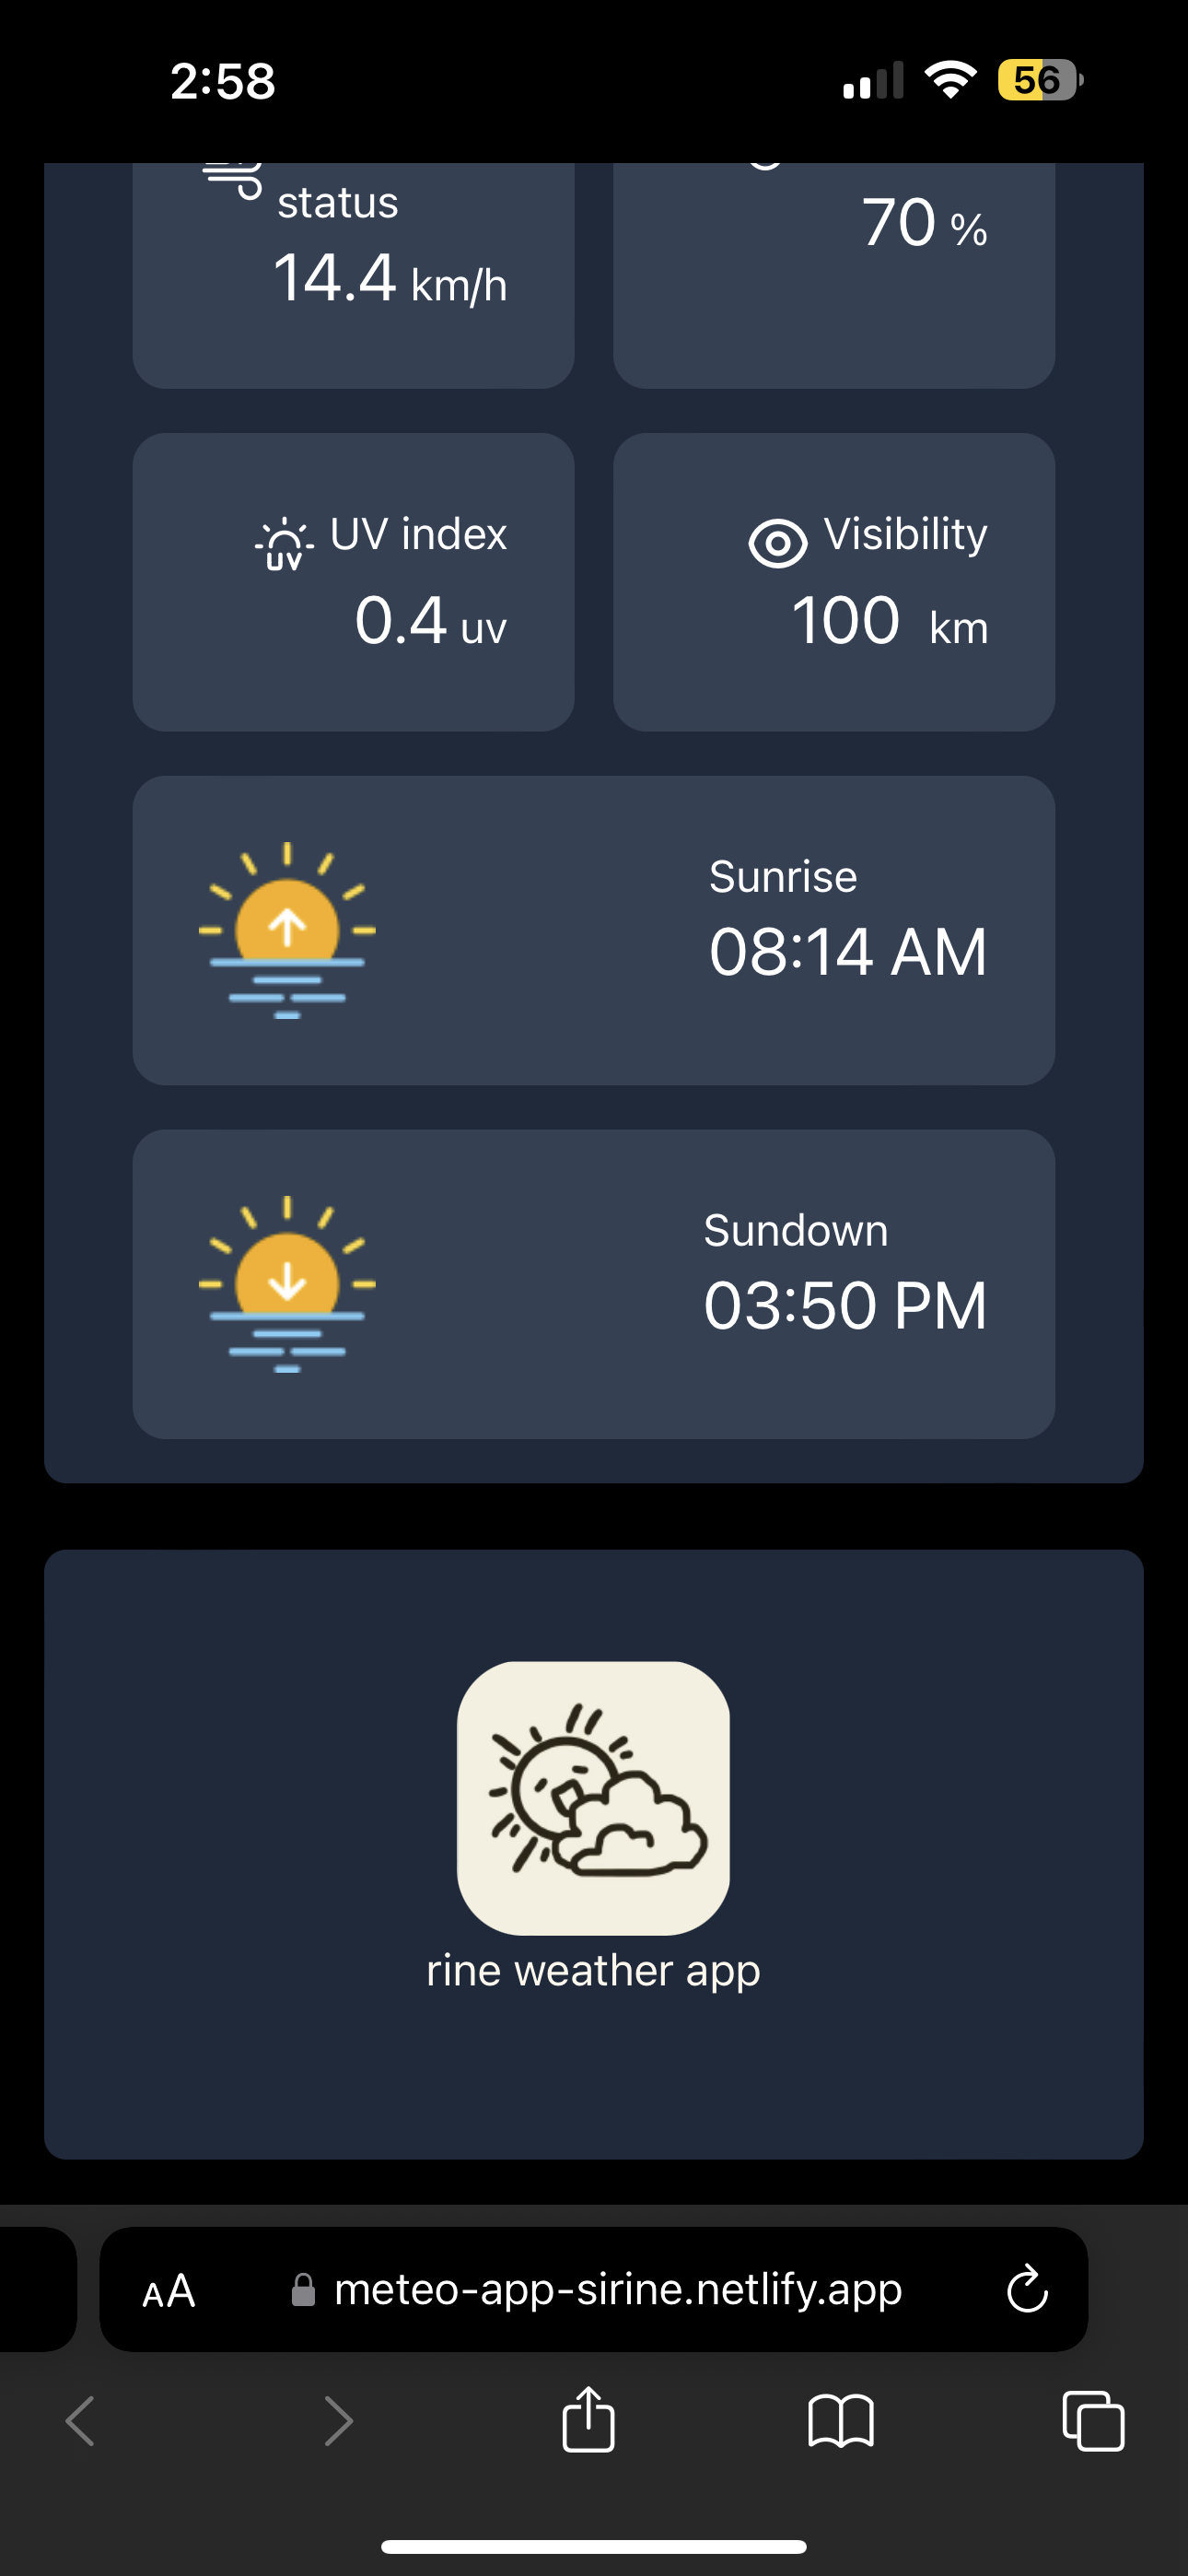 2:58
56
status
14.4 km/h
70 %
UV index
UV
0.4 uv
Visibility
100 km
Sunrise
08:14 AM
Sundown
03:50 PM
rine weather app
AA
meteo-app-sirine.netlify.app